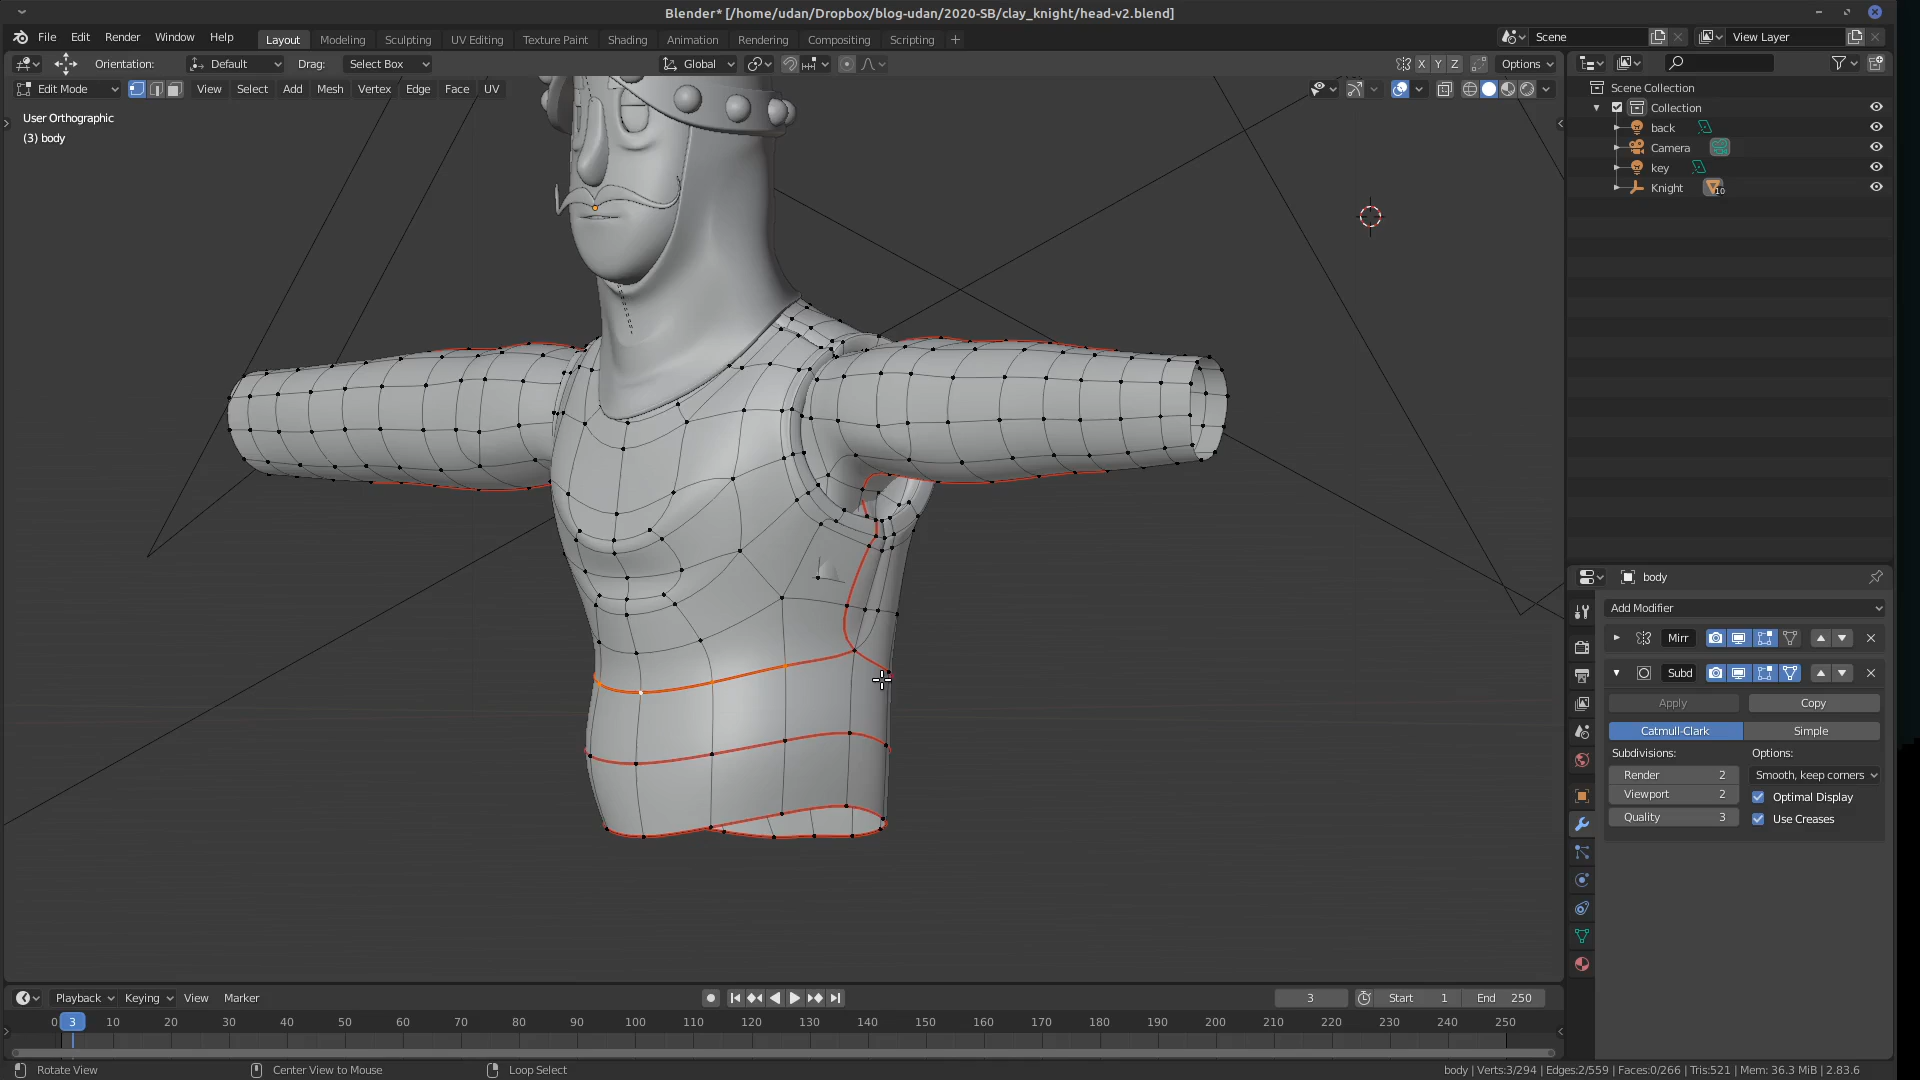 Blender* [/home/udan/Dropbox/blog-udan/2020-SB/clay_knight/head-v2.blend]
File Edit Render Window Help
Layout Modeling Sculpting UV Editing Texture Paint Shading Animation Rendering Compositing Scripting +
Scene
View Layer
Orientation: Default Drag: Select Box
Global
X Y Z Options
Edit Mode View Select Add Mesh Vertex Edge Face UV
User Orthographic
(3) body
Scene Collection
Collection
back
Camera
key
Knight 10
body
Add Modifier
Mirr
Subd
Apply Copy
Catmull-Clark Simple
Subdivisions: Options:
Render 2 Smooth, keep corners
Viewport 2 Optimal Display
Quality 3 Use Creases
Playback Keying View Marker
3 Start 1 End 250
0 3 10 20 30 40 50 60 70 80 90 100 110 120 130 140 150 160 170 180 190 200 210 220 230 240 250
Rotate View Center View to Mouse Loop Select
body | Verts:3/294 | Edges:2/559 | Faces:0/266 | Tris:521 | Mem: 36.3 MiB | 2.83.6